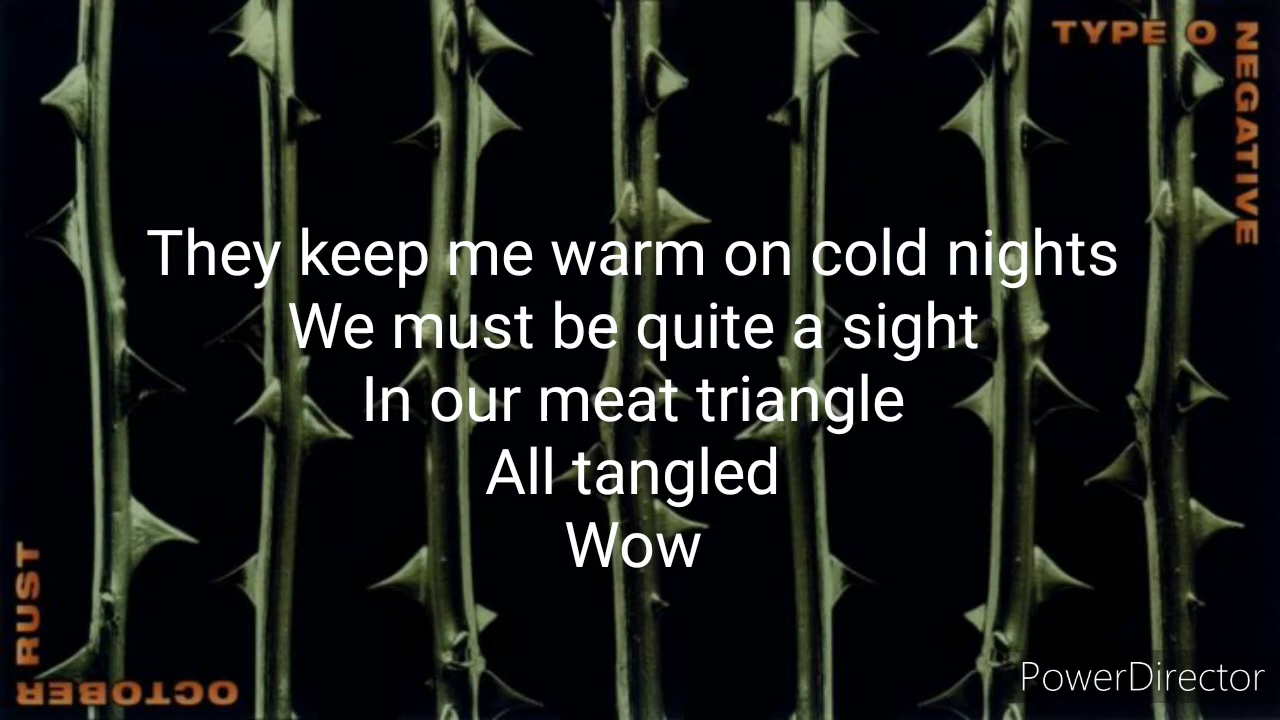 TYPE O NEGATIVE
They keep me warm on cold nights
We must be quite a sight
In our meat triangle
All tangled
Wow
OCTOBER RUST
PowerDirector